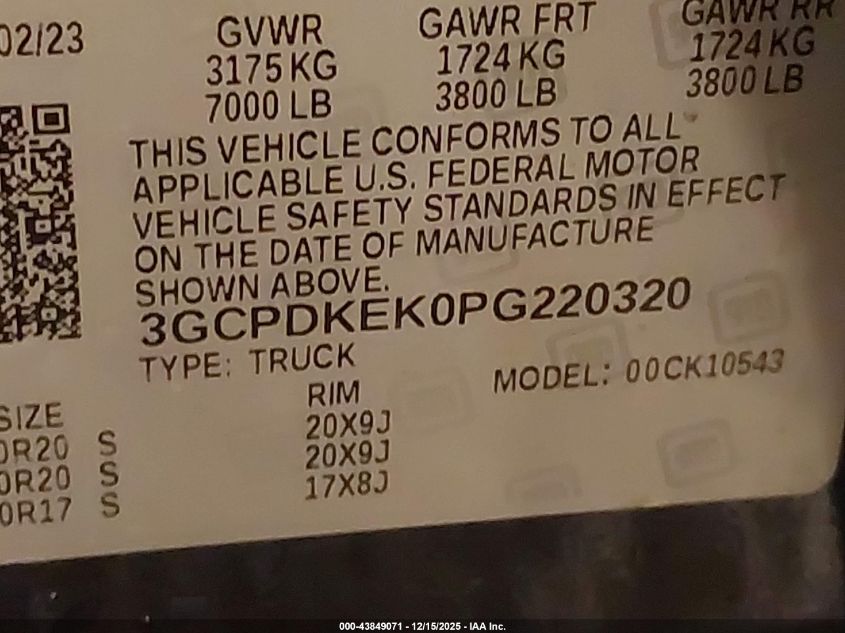 02/23 GVWR GAWR FRT GAWR RR
3175 KG 1724 KG 1724 KG
7000 LB 3800 LB 3800 LB
THIS VEHICLE CONFORMS TO ALL
APPLICABLE U.S. FEDERAL MOTOR
VEHICLE SAFETY STANDARDS IN EFFECT
ON THE DATE OF MANUFACTURE
SHOWN ABOVE.
3GCPDKEK0PG220320
TYPE: TRUCK MODEL: 00CK10543
SIZE RIM
0R20 S 20X9J
0R20 S 20X9J
0R17 S 17X8J
000-43849071 - 12/15/2025 - IAA Inc.